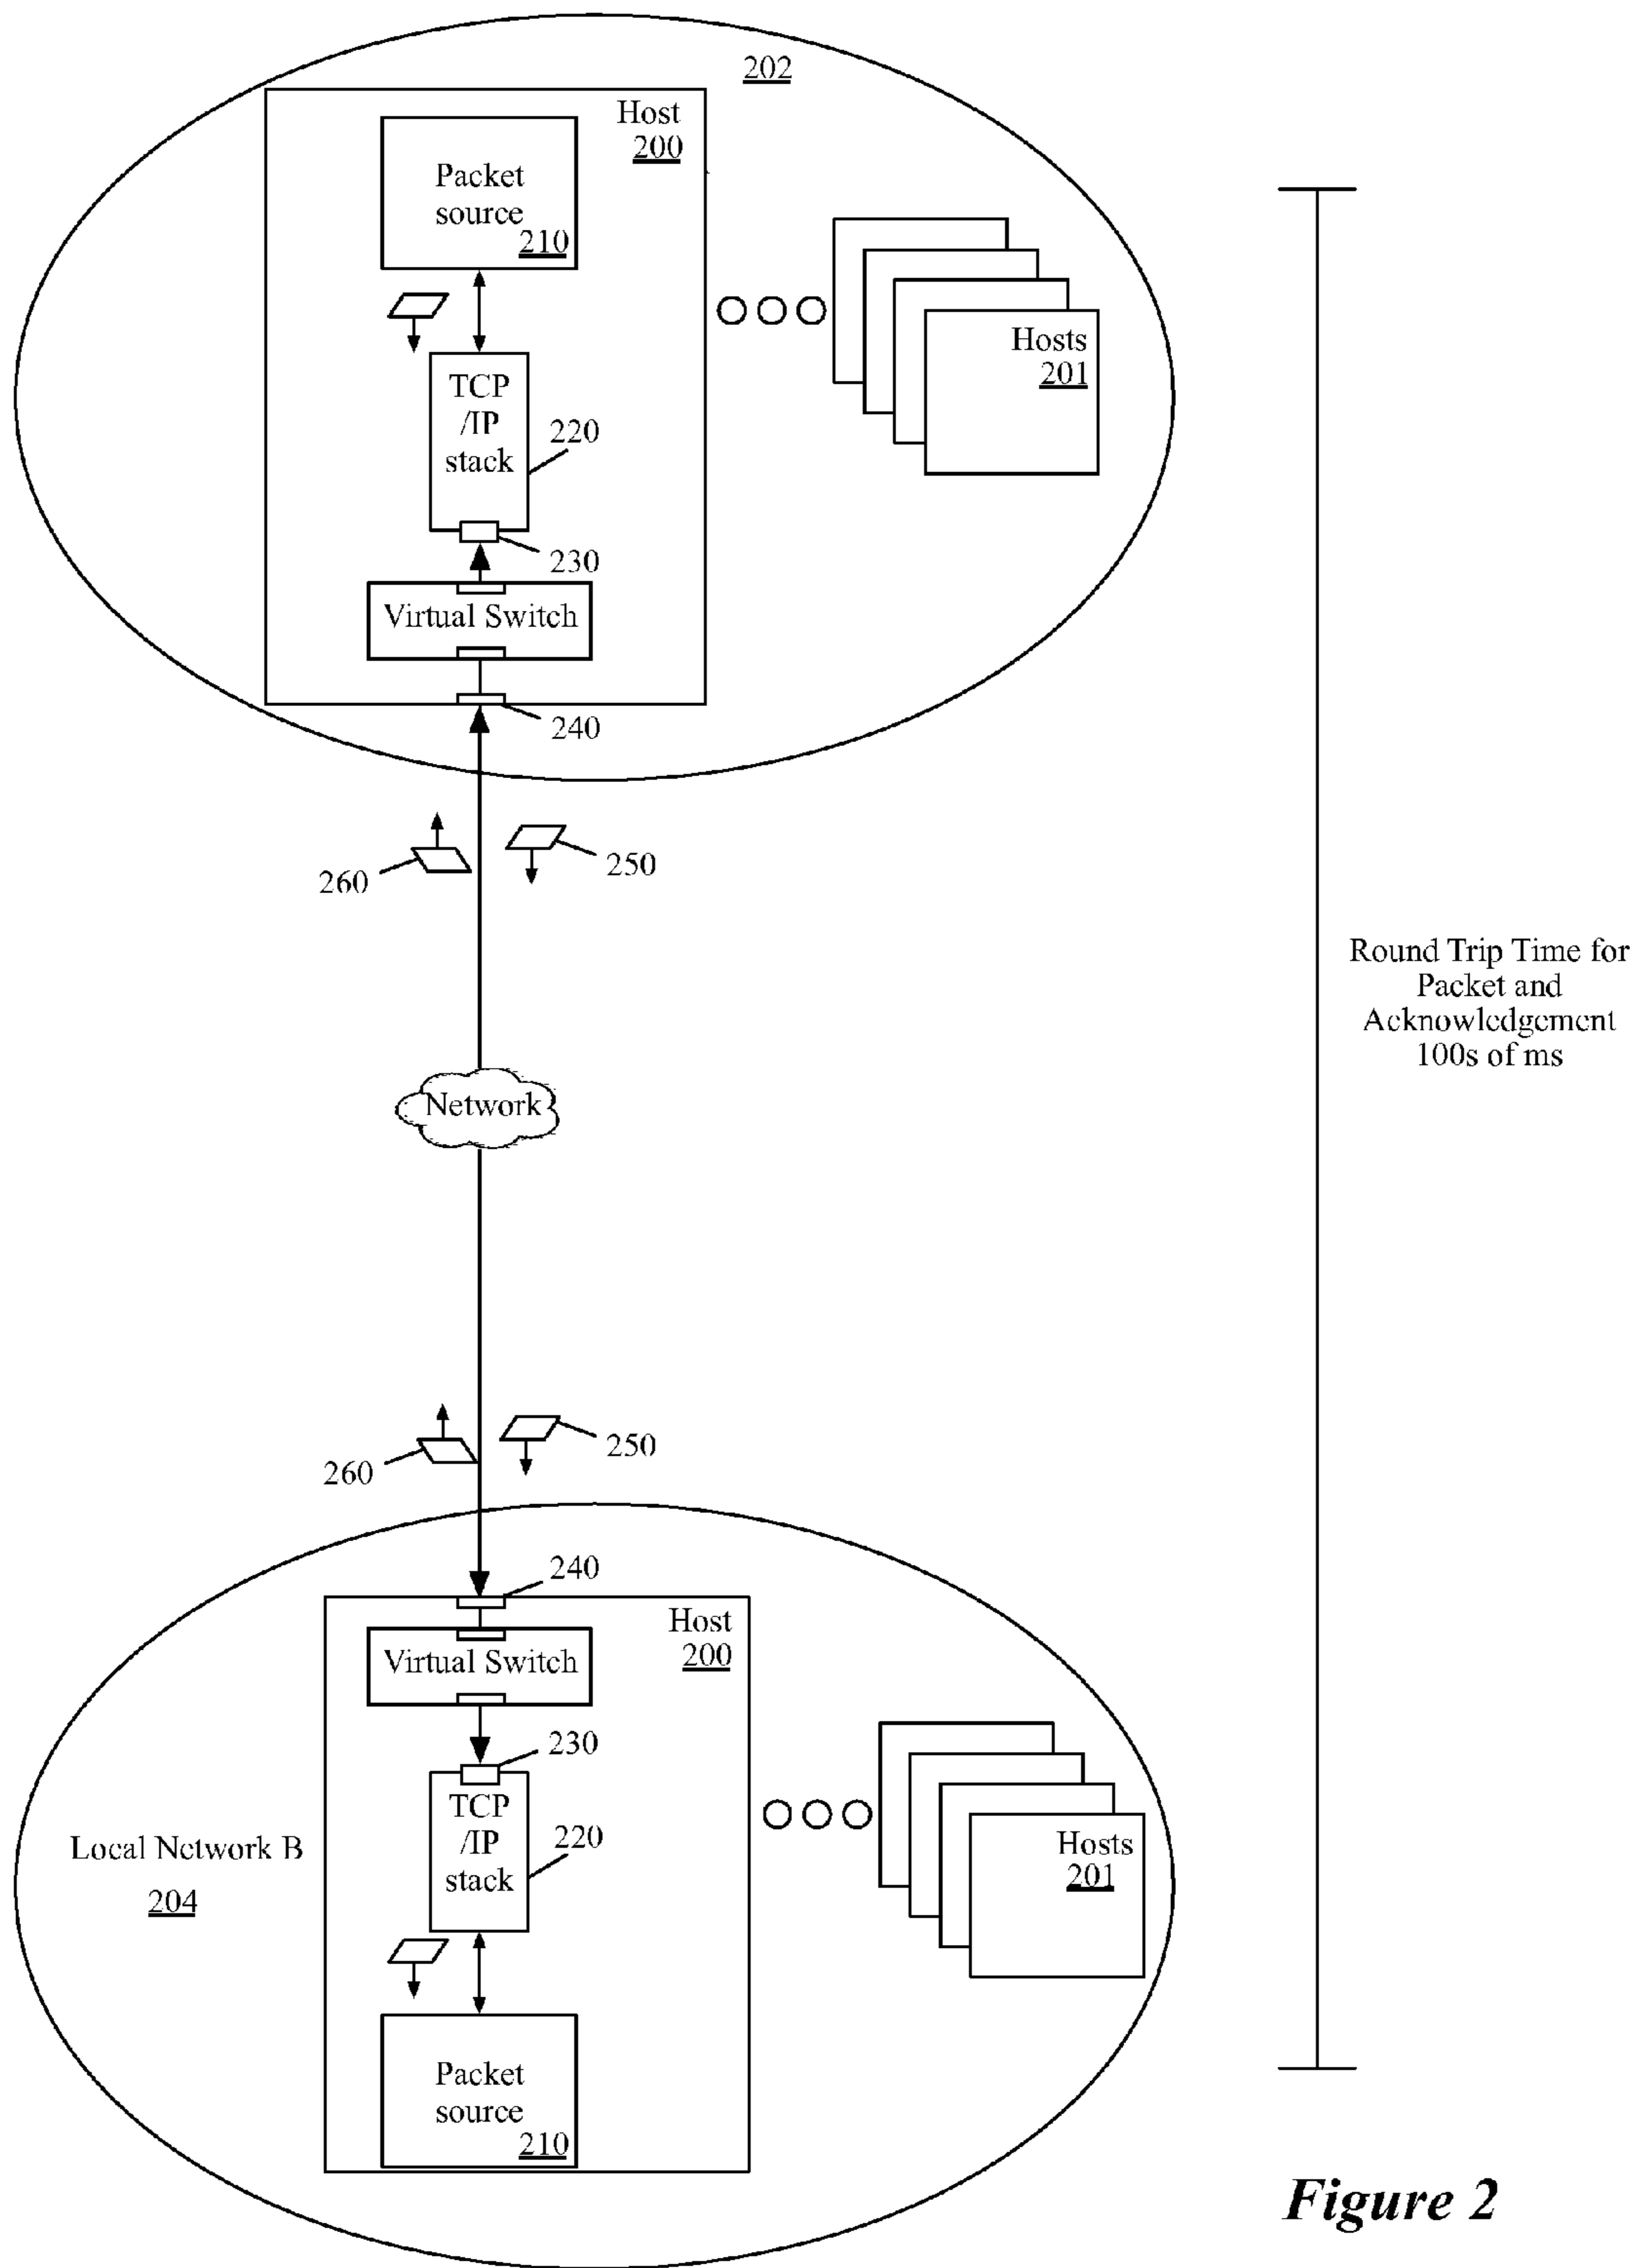 202
Host
200
Packet
source
210
TCP
/IP
stack
220
230
Virtual Switch
240
Hosts
201
260
250
Network
Round Trip Time for
Packet and
Acknowledgement
100s of ms
260
250
240
Host
200
Virtual Switch
230
TCP
/IP
stack
220
Local Network B
204
Packet
source
210
Hosts
201
Figure 2